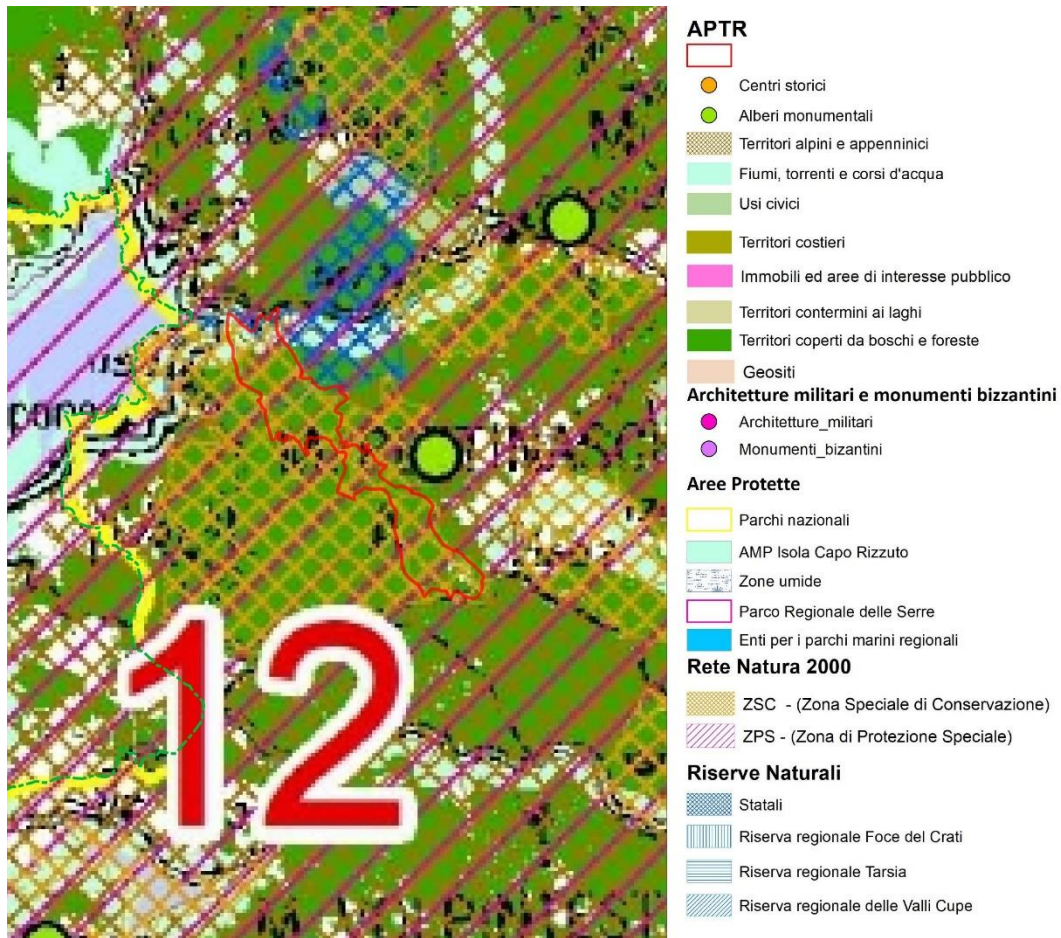 12
APTR
Centri storici
Alberi monumentali
Territori alpini e appenninici
Fiumi, torrenti e corsi d'acqua
Usi civici
Territori costieri
Immobili ed aree di interesse pubblico
Territori contermini ai laghi
Territori coperti da boschi e foreste
Geositi
Architetture militari e monumenti bizzantini
Architetture_militari
Monumenti_bizantini
Aree Protette
Parchi nazionali
AMP Isola Capo Rizzuto
Zone umide
Parco Regionale delle Serre
Enti per i parchi marini regionali
Rete Natura 2000
ZSC - (Zona Speciale di Conservazione)
ZPS - (Zona di Protezione Speciale)
Riserve Naturali
Statali
Riserva regionale Foce del Crati
Riserva regionale Tarsia
Riserva regionale delle Valli Cupe